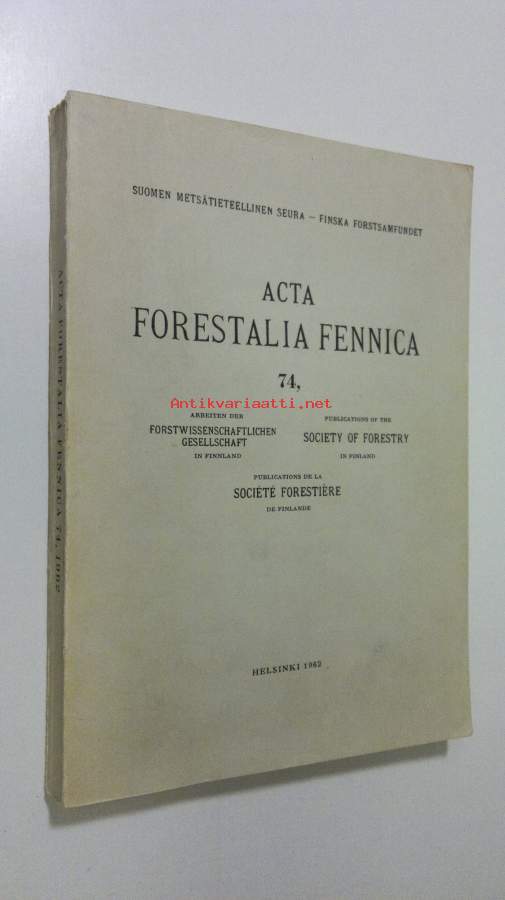 SUOMEN METSÄTIETEELLINEN SEURA – FINSKA FORSTSAMFUNDET
ACTA
FORESTALIA FENNICA
74,
Antikvariaatti.net
ARBEITEN DER
FORSTWISSENSCHAFTLICHEN
GESELLSCHAFT
IN FINNLAND
PUBLICATIONS OF THE
SOCIETY OF FORESTRY
IN FINLAND
PUBLICATIONS DE LA
SOCIÉTÉ FORESTIÈRE
DE FINLANDE
HELSINKI 1962
ACTA FORESTALIA FENNICA 74, 1962